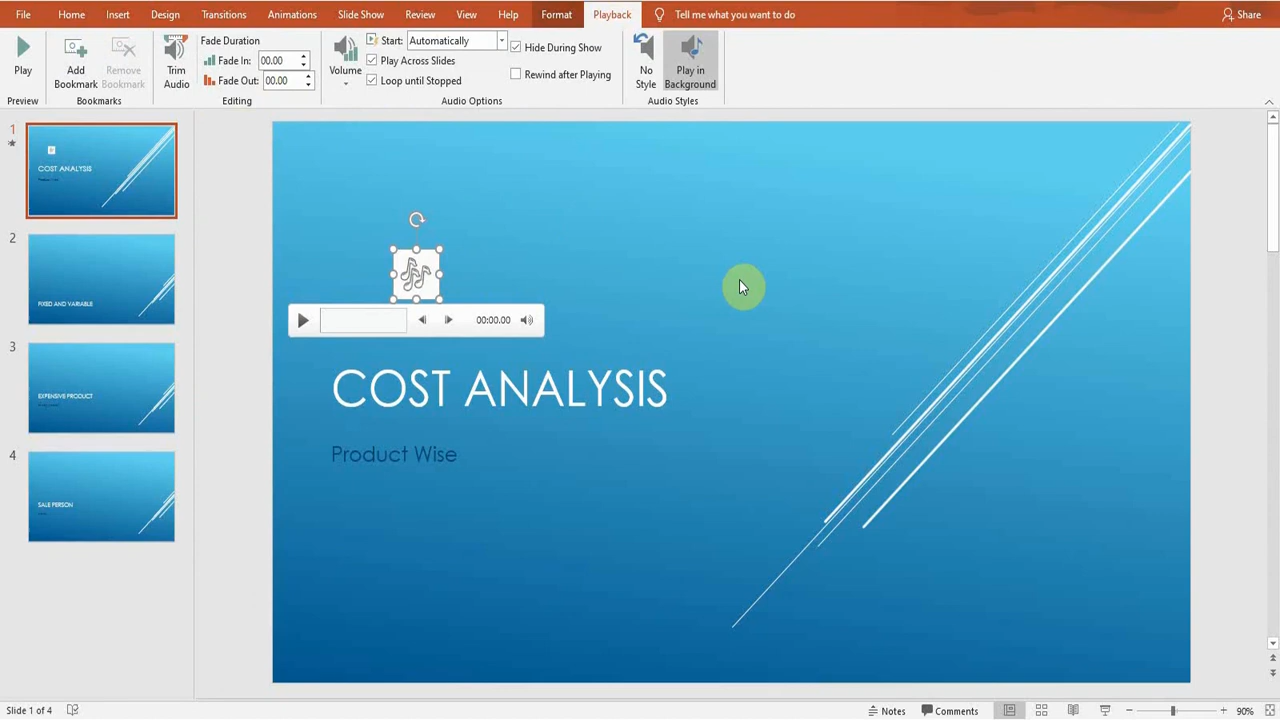 File Home Insert Design Transitions Animations Slide Show Review View Help Format Playback Tell me what you want to do Share
Play
Preview
Add Bookmark
Remove Bookmark
Bookmarks
Trim Audio
Fade Duration
Fade In: 00.00
Fade Out: 00.00
Editing
Volume
Start: Automatically
Play Across Slides
Loop until Stopped
Hide During Show
Rewind after Playing
Audio Options
No Style
Play in Background
Audio Styles
1
COST ANALYSIS
2
FIXED AND VARIABLE
3
EXPENSIVE PRODUCT
4
SALE PERSON
00:00.00
COST ANALYSIS
Product Wise
Slide 1 of 4
Notes Comments 90%